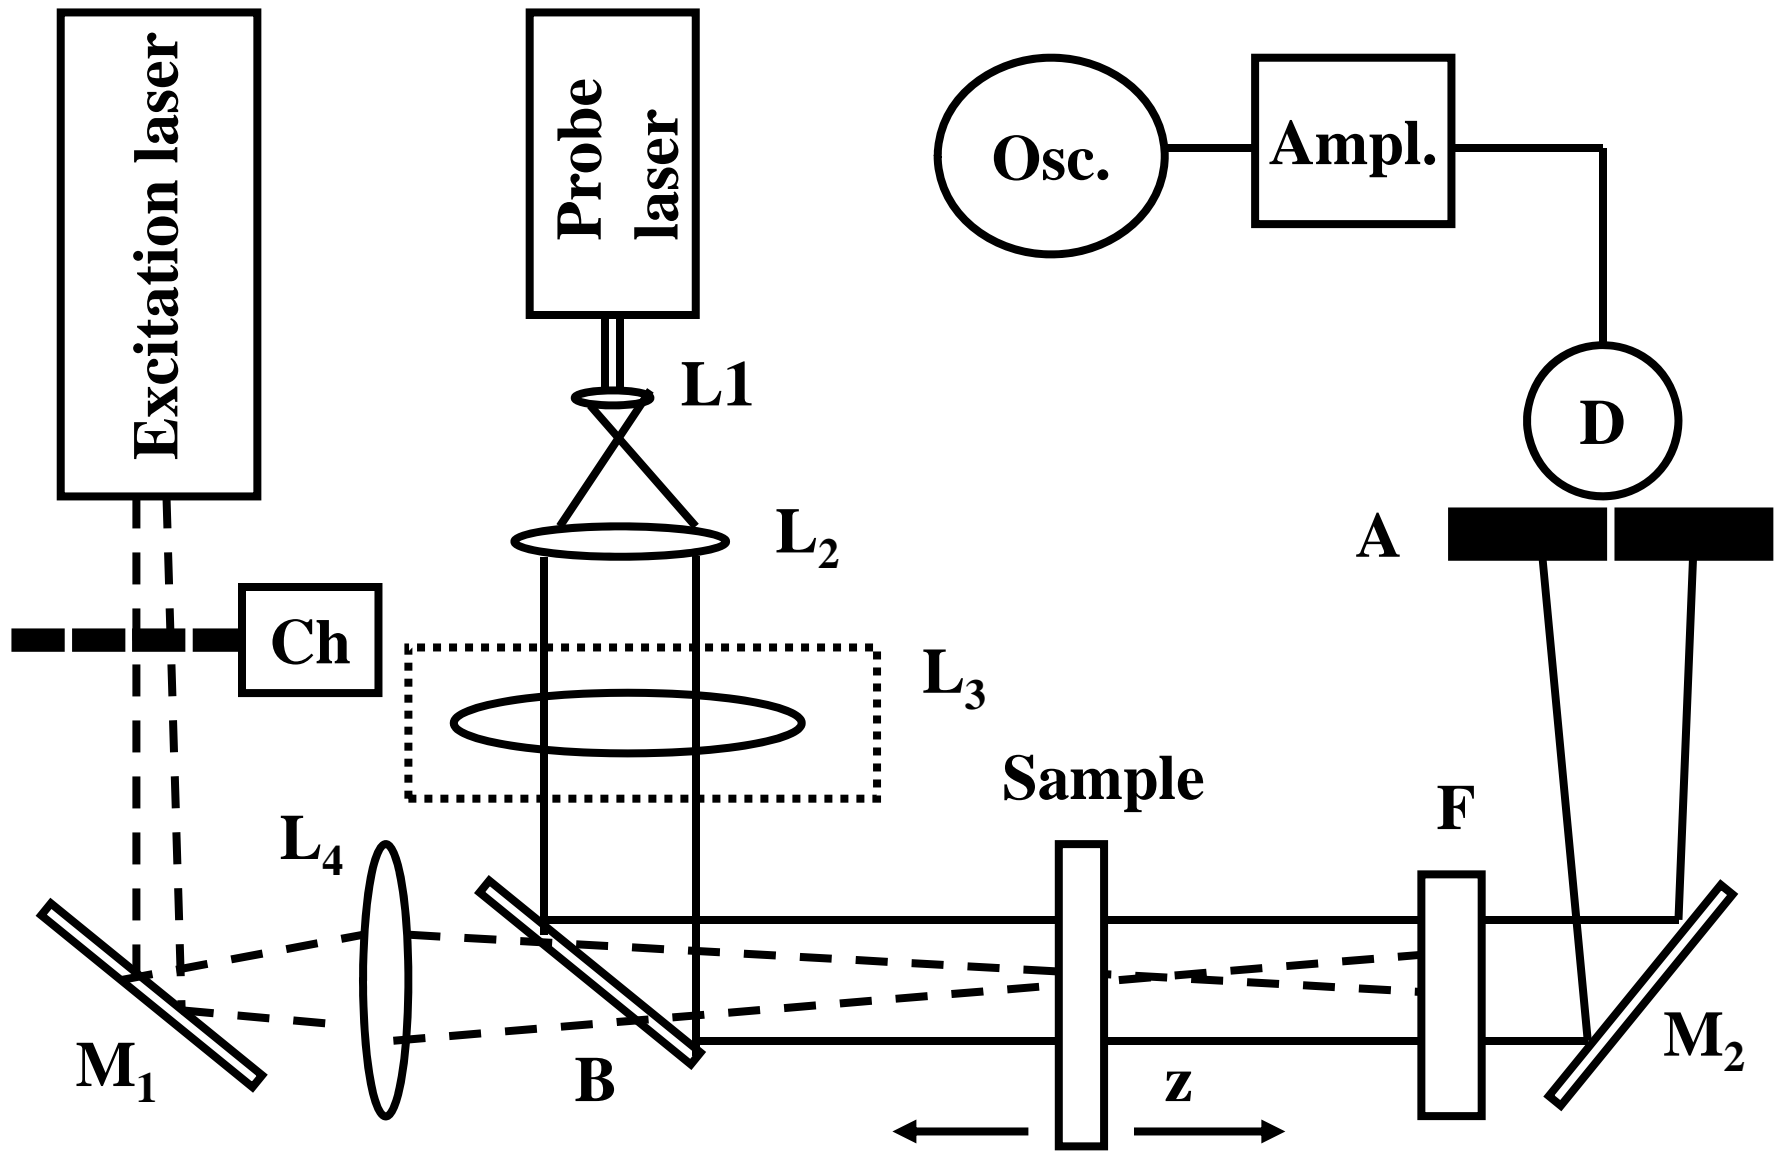 Excitation laser
Probe
laser
Osc.
Ampl.
L1
D
L₂
A
Ch
L₃
Sample
F
L₄
M₁
B
z
M₂